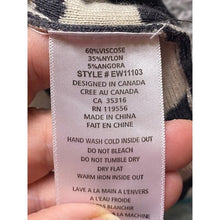 60%VISCOSE
35%NYLON
5%ANGORA
STYLE # EW11103
DESIGNED IN CANADA
CREE AU CANADA
CA 35316
RN 119556
MADE IN CHINA
FAIT EN CHINE
HAND WASH COLD INSIDE OUT
DO NOT BLEACH
DO NOT TUMBLE DRY
DRY FLAT
WARM IRON INSIDE OUT
LAVE A LA MAIN A L'ENVERS
A L'EAU FROIDE
BLANCHIR